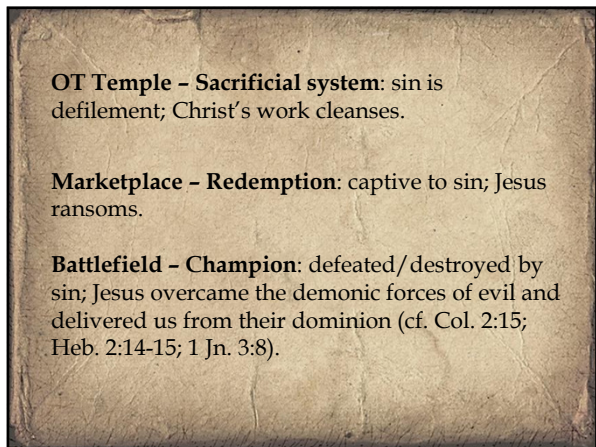 OT Temple – Sacrificial system: sin is
defilement; Christ's work cleanses.
Marketplace – Redemption: captive to sin; Jesus
ransoms.
Battlefield – Champion: defeated/destroyed by
sin; Jesus overcame the demonic forces of evil and
delivered us from their dominion (cf. Col. 2:15;
Heb. 2:14-15; 1 Jn. 3:8).